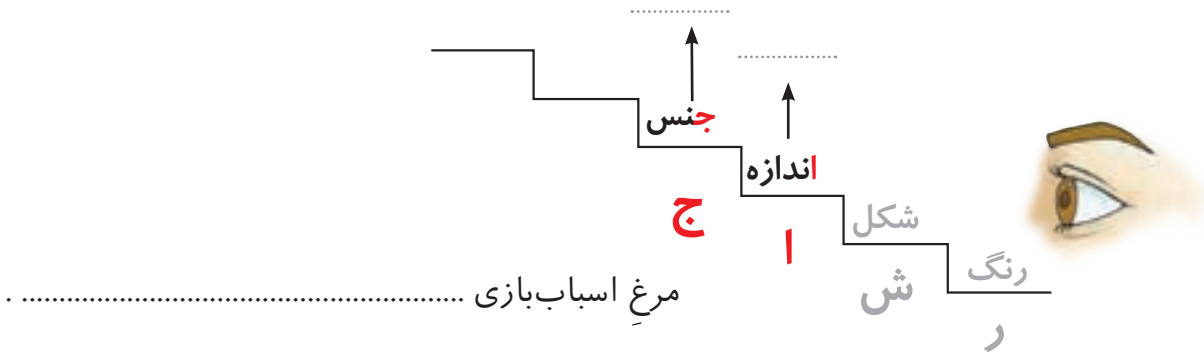 جنس
اندازه
شکل
رنگ
ج
ا
ش
ر
مرغِ اسباب‌بازی .......................................................... .